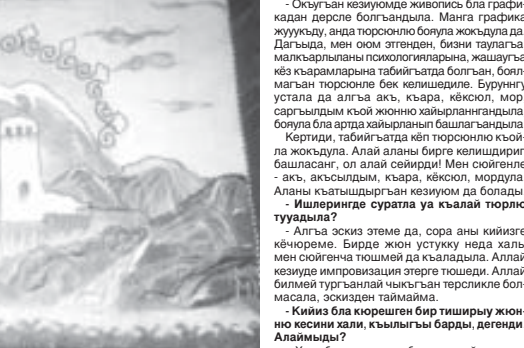 - Окъугъан кезиуюмде живопись бла графи-
кадан дерсле болгъандыла. Манга графика
жууукъду, анда тюрсюнлю бояула жокъдула да.
Дагъыда, мен оюм этгенден, бизни таулагъа,
малкъарлыланы психологияларына, жашаугъа
кёз къарамларына табийгъатда болгъан, боял-
магъан тюрсюнле бек келишедиле. Буруннгу
устала да алгъа акъ, къара, кёксюл, мор,
саргъылдым къой жюнню хайырланнгандыла,
бояула бла артда хайырланып башлагъандыла.
Кертиди, табийгъатда кёп тюрсюнлю къой-
ла жокъдула. Алай аланы бирге келишдирип
башласанг, ол алай сейирди! Мен сюйгенле
- акъ, акъсылдым, къара, кёксюл, мордула.
Аланы къатышдыргъан кезиуюм да болады.
- Ишлерингде суратла уа къалай тюрлю
тууадыла?
- Алгъа эскиз этеме да, сора аны кийизге
кёчюреме. Бирде жюн устукку неда халы
мен сюйгенча тюшмей да къаладыла. Аллай
кезиуде импровизация этерге тюшеди. Аллай
билмей тургъанлай чыкъгъан терсликле бол-
масала, эскизден таймайма.
- Кийиз бла кюрешген бир тиширыу жюн-
ню кесини хали, къылыгъы барды, дегенди.
Алаймыды?